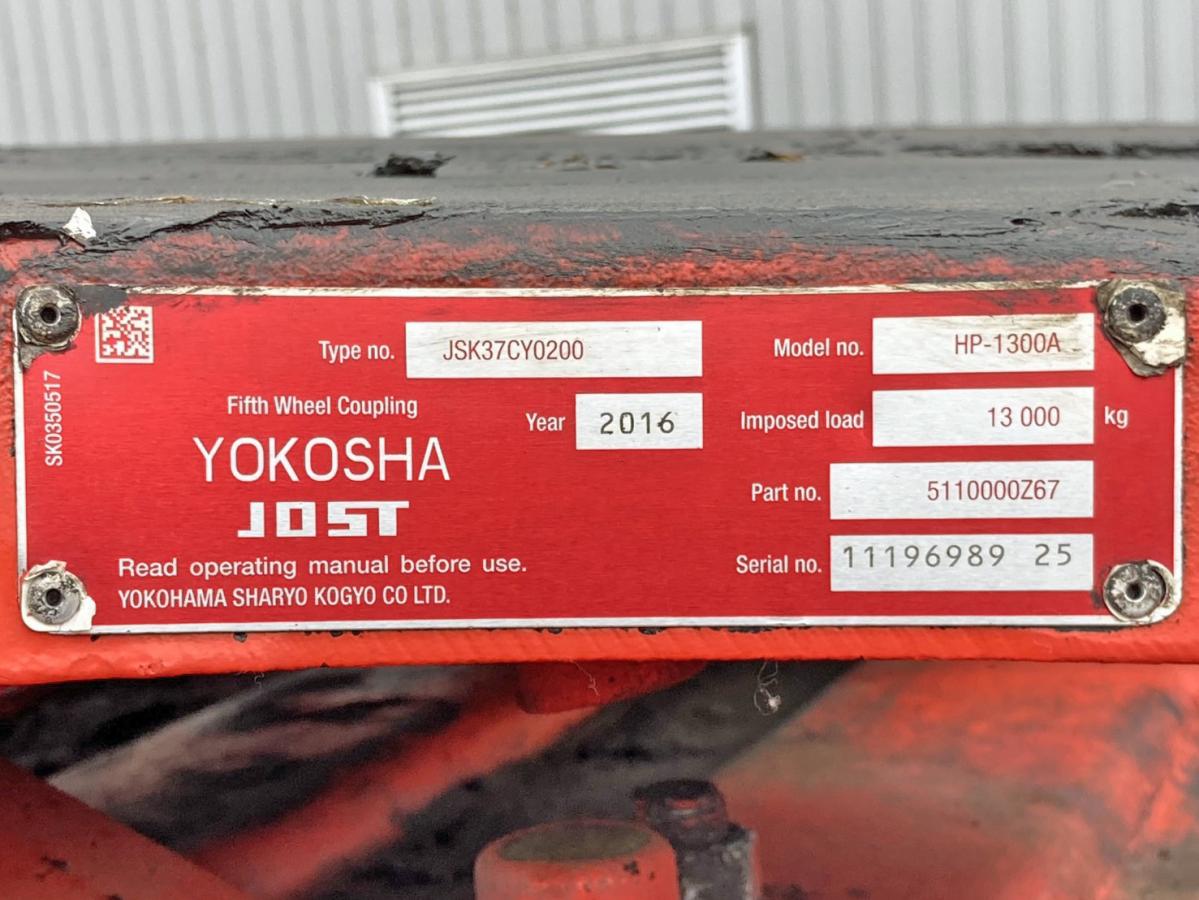 SK0350517
Type no. JSK37CY0200
Model no. HP-1300A
Fifth Wheel Coupling
Year 2016
Imposed load 13 000 kg
YOKOSHA
JOST
Part no. 5110000Z67
Serial no. 11196989 25
Read operating manual before use.
YOKOHAMA SHARYO KOGYO CO LTD.